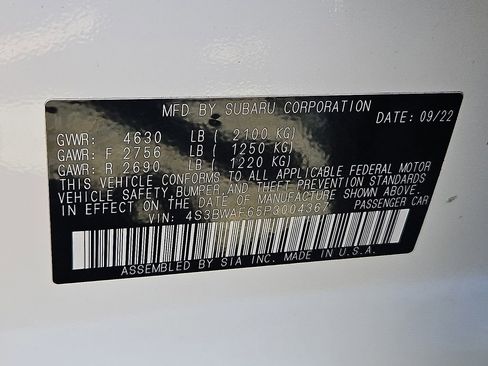 MFD BY SUBARU CORPORATION
DATE: 09/22
GVWR: 4630 LB ( 2100 KG)
GAWR: F 2756 LB ( 1250 KG)
GAWR: R 2690 LB ( 1220 KG)
THIS VEHICLE CONFORMS TO ALL APPLICABLE FEDERAL MOTOR
VEHICLE SAFETY, BUMPER, AND THEFT PREVENTION STANDARDS
IN EFFECT ON THE DATE OF MANUFACTURE SHOWN ABOVE.
VIN: 4S3BWAF65P3004367 PASSENGER CAR
ASSEMBLED BY SIA INC. MADE IN U.S.A.